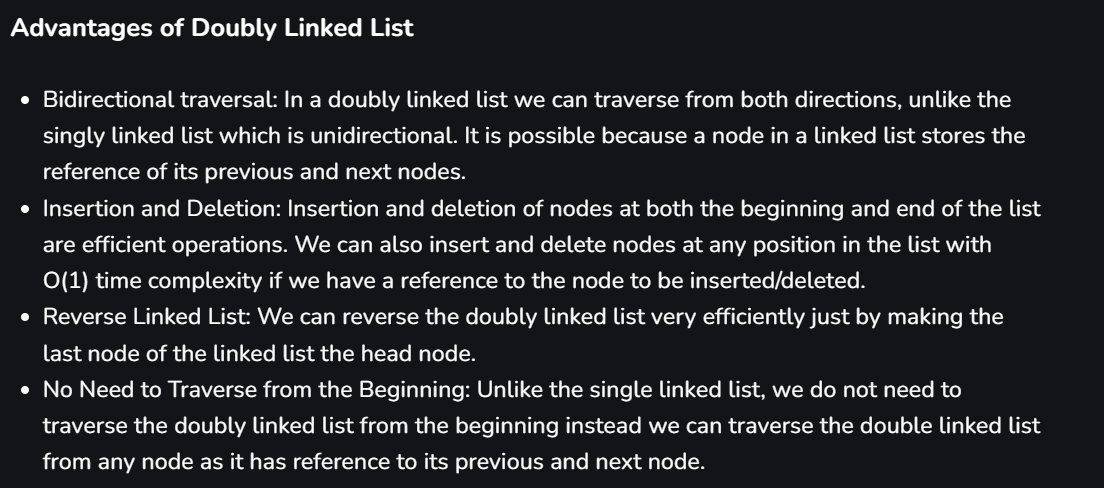 Advantages of Doubly Linked List
• Bidirectional traversal: In a doubly linked list we can traverse from both directions, unlike the
singly linked list which is unidirectional. It is possible because a node in a linked list stores the
reference of its previous and next nodes.
• Insertion and Deletion: Insertion and deletion of nodes at both the beginning and end of the list
are efficient operations. We can also insert and delete nodes at any position in the list with
O(1) time complexity if we have a reference to the node to be inserted/deleted.
• Reverse Linked List: We can reverse the doubly linked list very efficiently just by making the
last node of the linked list the head node.
• No Need to Traverse from the Beginning: Unlike the single linked list, we do not need to
traverse the doubly linked list from the beginning instead we can traverse the double linked list
from any node as it has reference to its previous and next node.